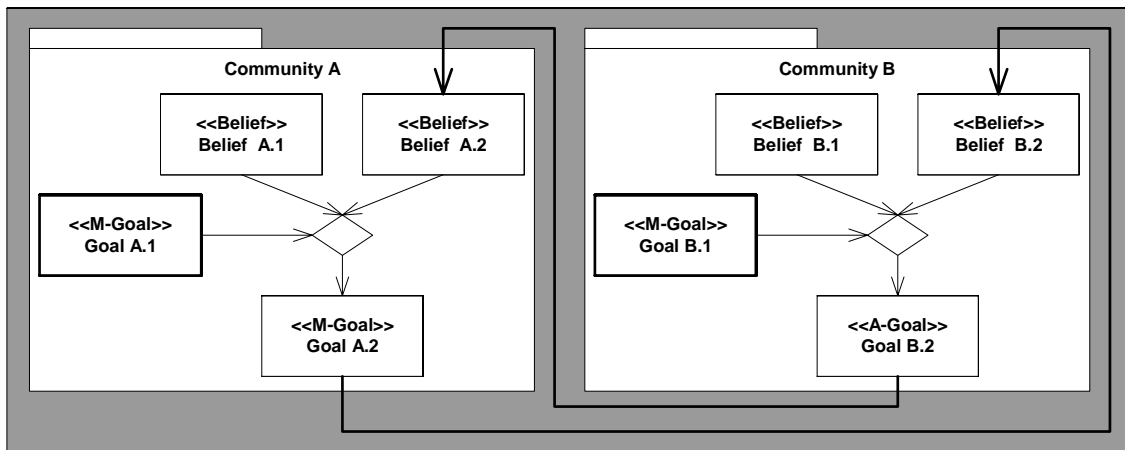 Community A
<<Belief>>
Belief A.1
<<Belief>>
Belief A.2
<<M-Goal>>
Goal A.1
<<M-Goal>>
Goal A.2
Community B
<<Belief>>
Belief B.1
<<Belief>>
Belief B.2
<<M-Goal>>
Goal B.1
<<A-Goal>>
Goal B.2